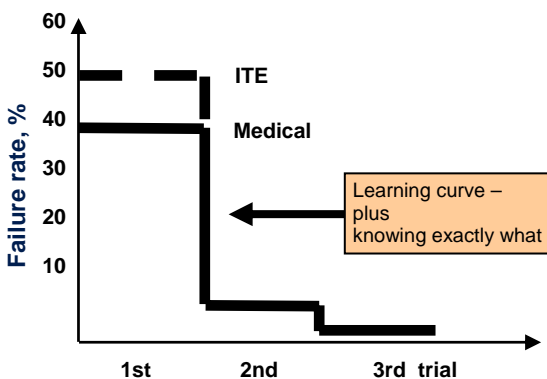 60
50
40
30
20
10
Failure rate, %
ITE
Medical
Learning curve –
plus
knowing exactly what
1st 2nd 3rd trial